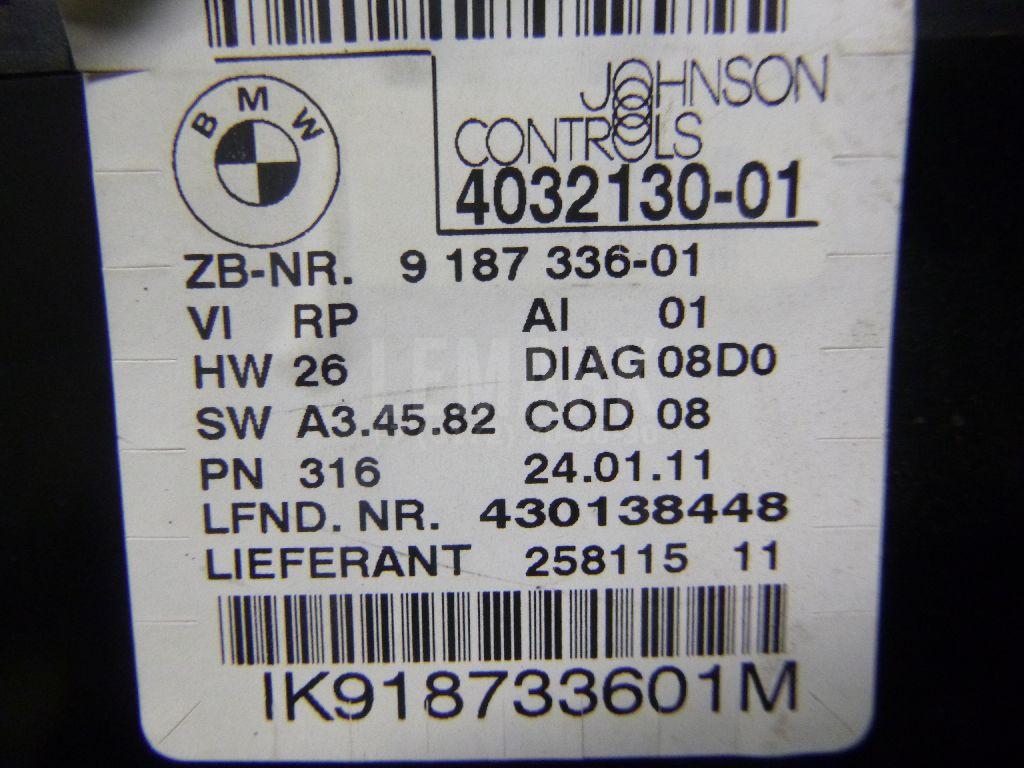 BMW
JOHNSON
CONTROLS
4032130-01
ZB-NR. 9 187 336-01
VI RP AI 01
HW 26 DIAG 08D0
SW A3.45.82 COD 08
PN 316 24.01.11
LFND. NR. 430138448
LIEFERANT 258115 11
IK918733601M